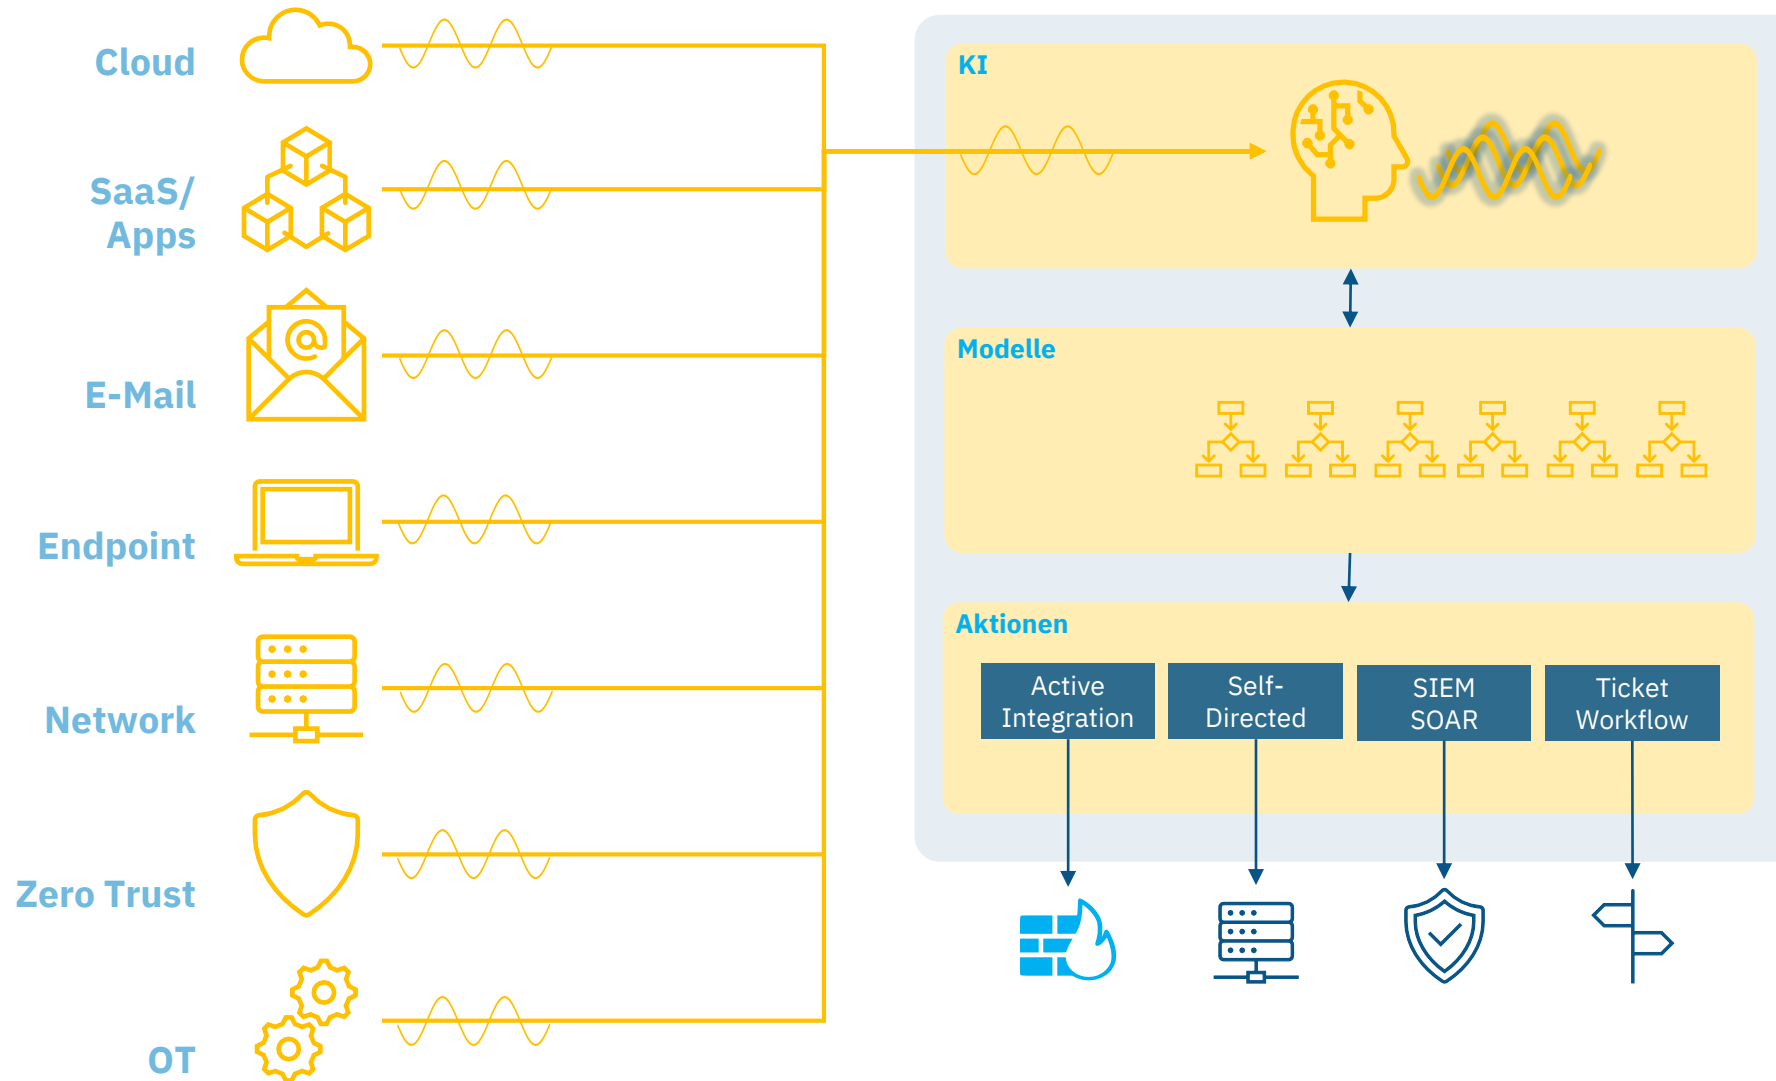 Cloud
SaaS/
Apps
E-Mail
Endpoint
Network
Zero Trust
OT
KI
Modelle
Aktionen
Active
Integration
Self-
Directed
SIEM
SOAR
Ticket
Workflow